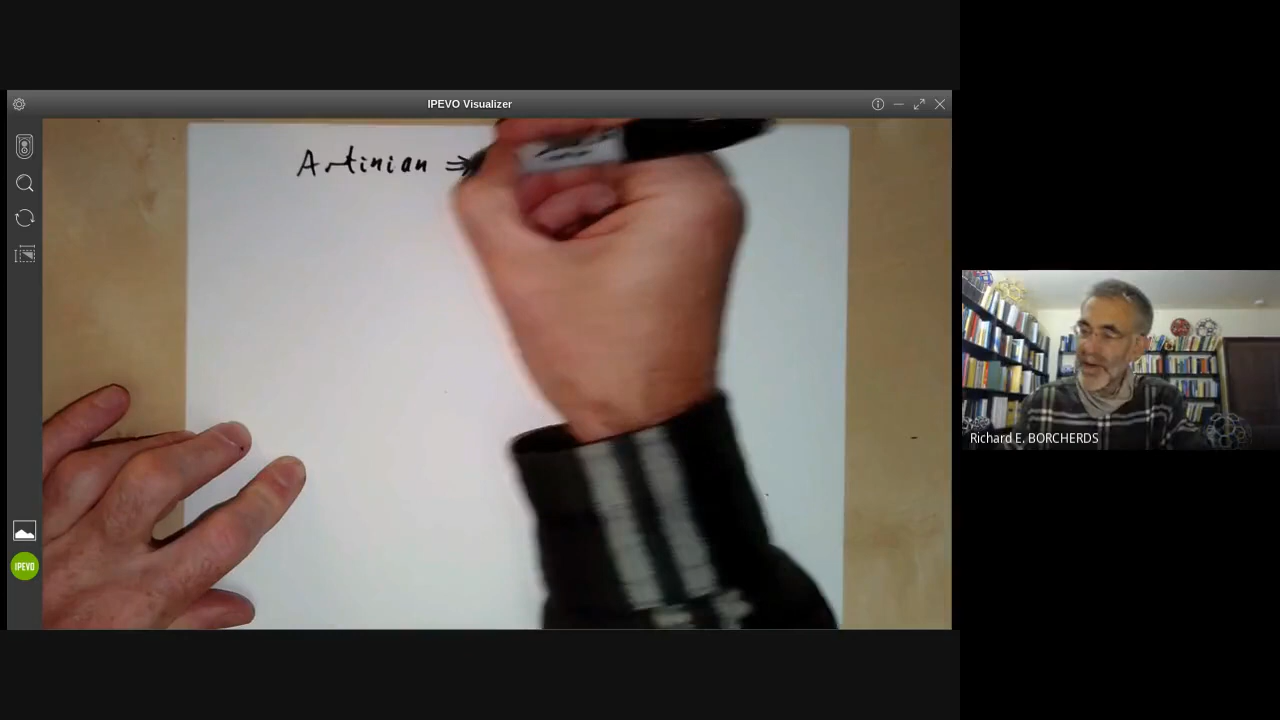 IPEVO Visualizer
Artinian ⇒
IPEVO
Richard E. BORCHERDS